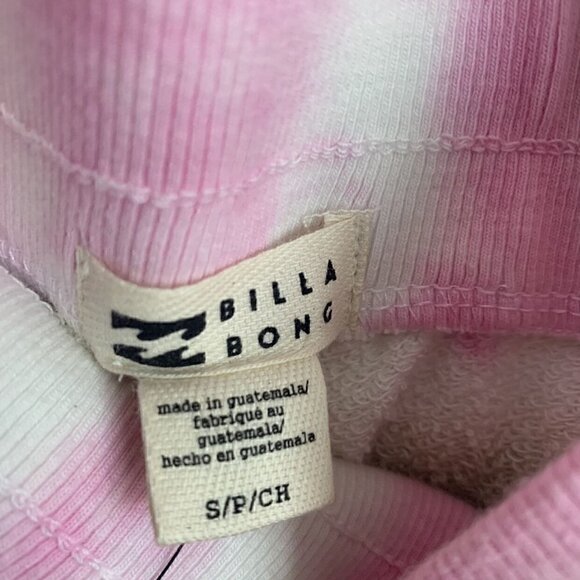 BILLA
BONG
made in guatemala/
fabriqué au
guatemala/
hecho en guatemala
S/P/CH